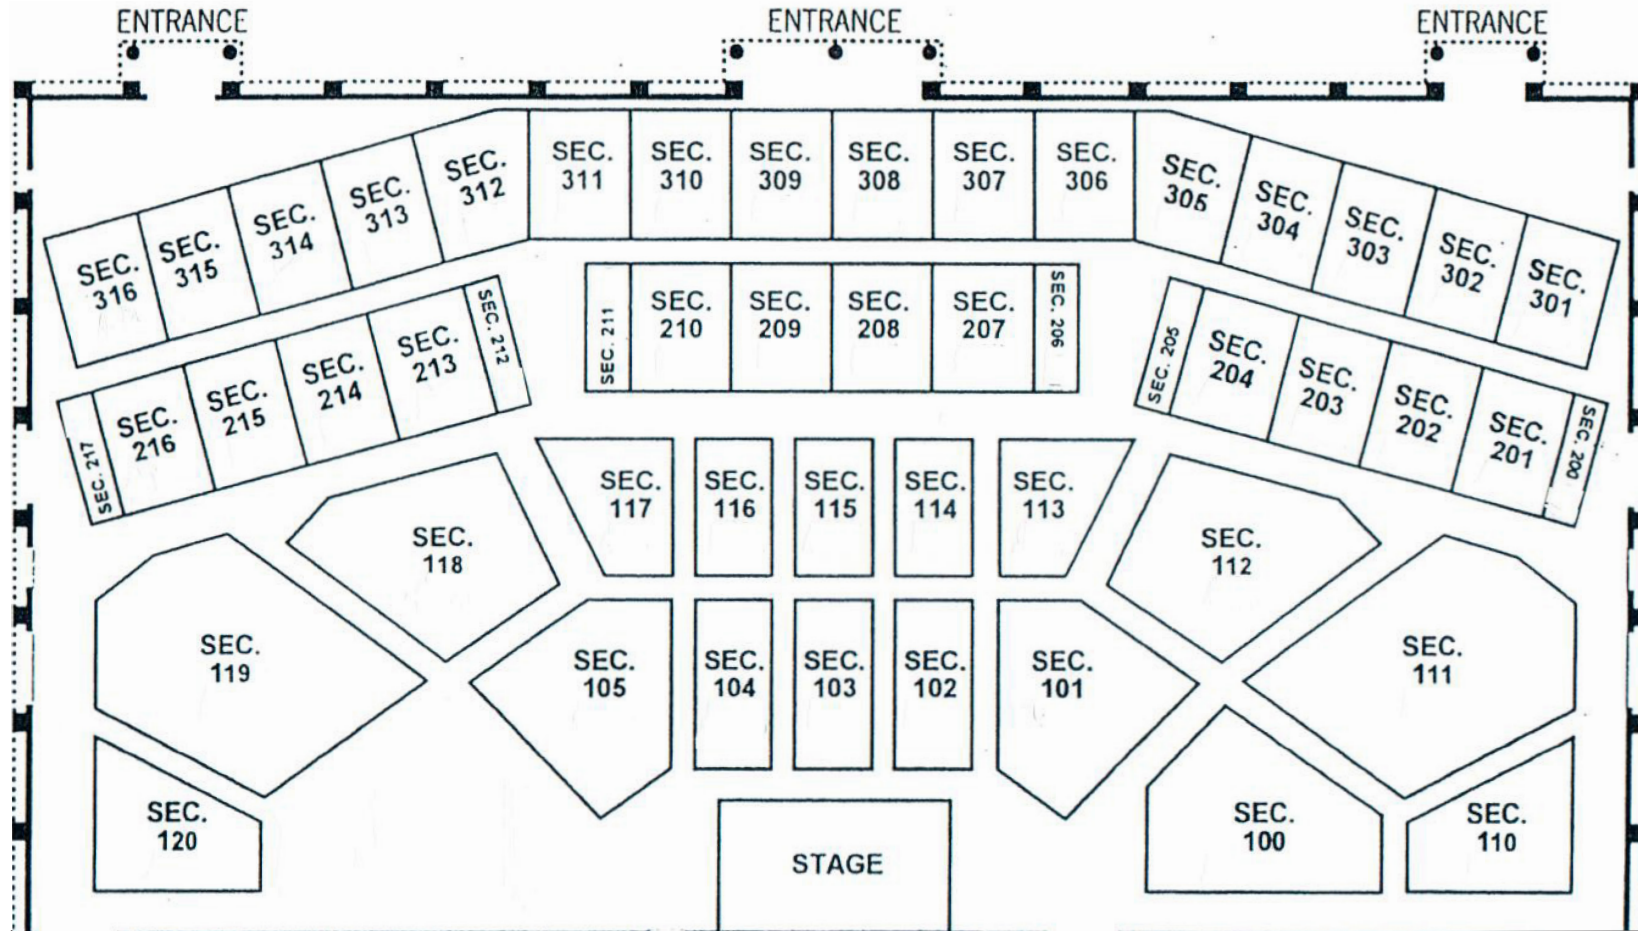 ENTRANCE
ENTRANCE
ENTRANCE
SEC.
316
SEC.
315
SEC.
314
SEC.
313
SEC.
312
SEC.
311
SEC.
310
SEC.
309
SEC.
308
SEC.
307
SEC.
306
SEC.
305
SEC.
304
SEC.
303
SEC.
302
SEC.
301
SEC. 217
SEC.
216
SEC.
215
SEC.
214
SEC.
213
SEC. 212
SEC. 211
SEC.
210
SEC.
209
SEC.
208
SEC.
207
SEC. 206
SEC. 205
SEC.
204
SEC.
203
SEC.
202
SEC.
201
SEC. 200
SEC.
119
SEC.
118
SEC.
117
SEC.
116
SEC.
115
SEC.
114
SEC.
113
SEC.
112
SEC.
111
SEC.
120
SEC.
105
SEC.
104
SEC.
103
SEC.
102
SEC.
101
SEC.
100
SEC.
110
STAGE